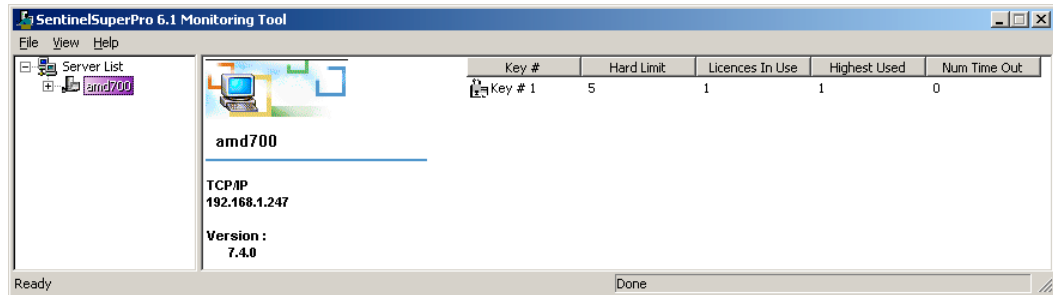 SentinelSuperPro 6.1 Monitoring Tool
File View Help
Server List
amd700
amd700
TCP/IP
192.168.1.247
Version :
7.4.0
Key # Hard Limit Licences In Use Highest Used Num Time Out
Key # 1 5 1 1 0
Ready Done